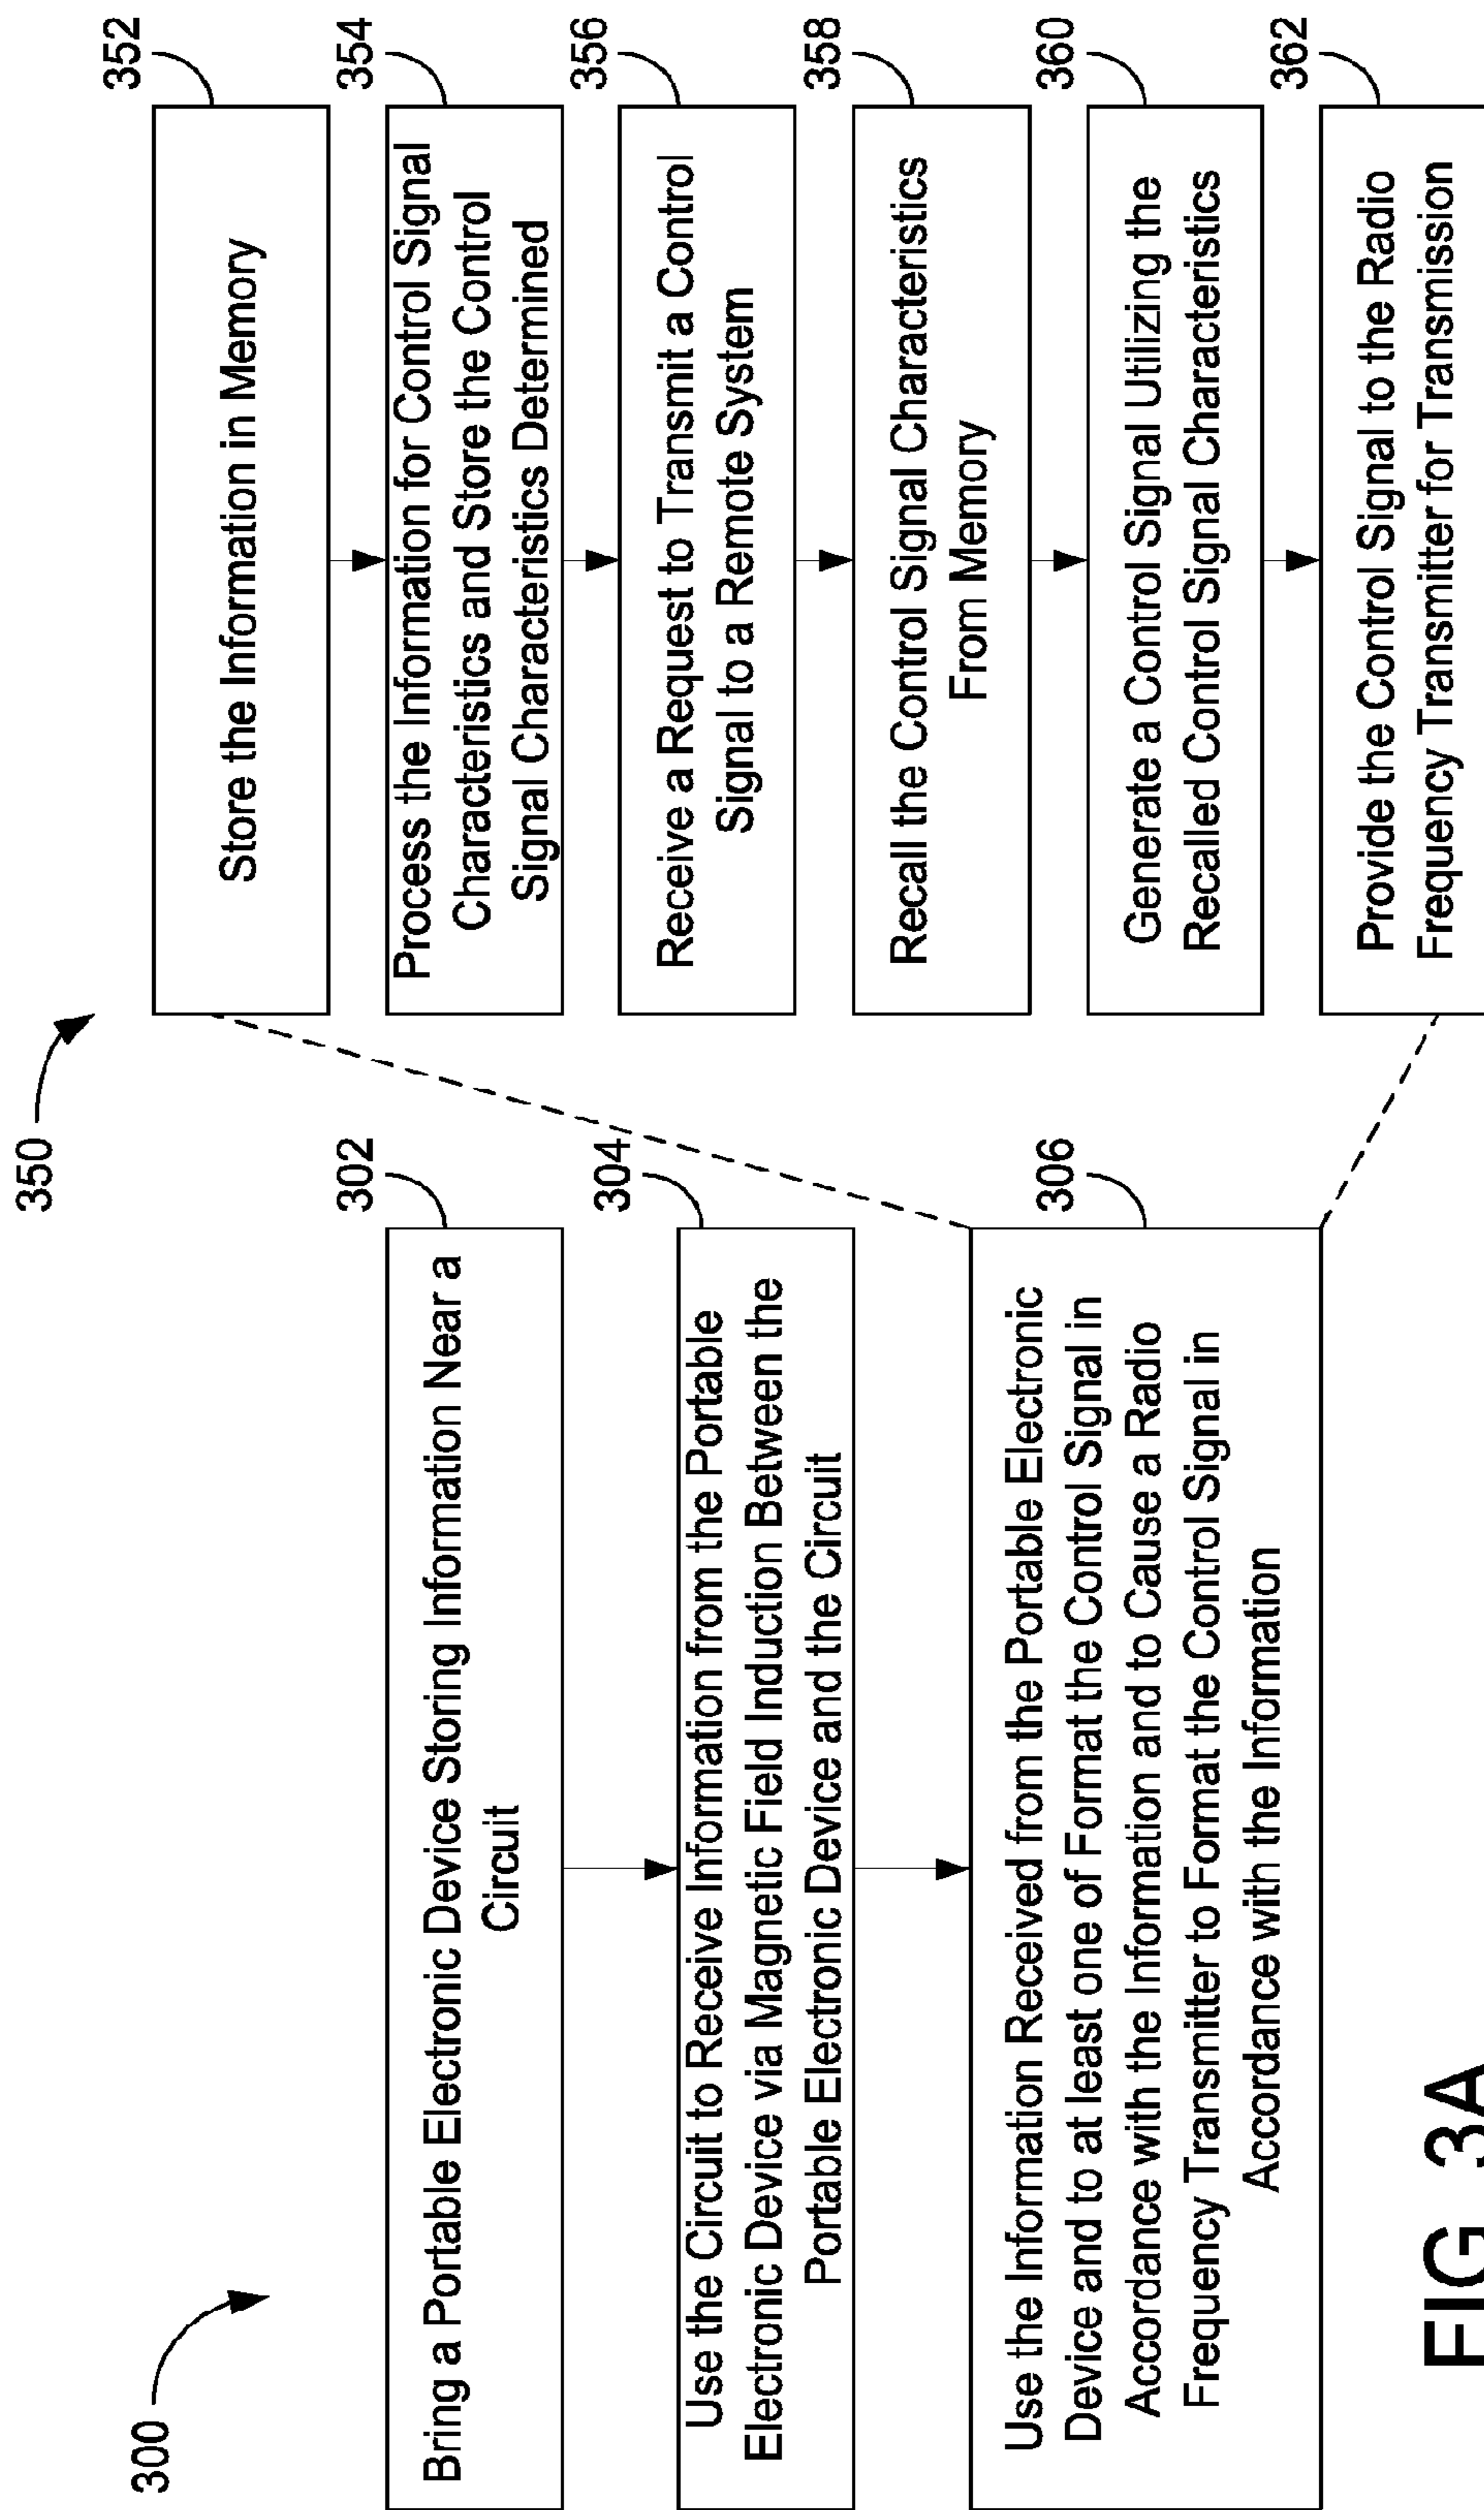 300
302
Bring a Portable Electronic Device Storing Information Near a
Circuit
304
Use the Circuit to Receive Information from the Portable
Electronic Device via Magnetic Field Induction Between the
Portable Electronic Device and the Circuit
306
Use the Information Received from the Portable Electronic
Device and to at least one of Format the Control Signal in
Accordance with the Information and to Cause a Radio
Frequency Transmitter to Format the Control Signal in
Accordance with the Information
350
352
Store the Information in Memory
354
Process the Information for Control Signal
Characteristics and Store the Control
Signal Characteristics Determined
356
Receive a Request to Transmit a Control
Signal to a Remote System
358
Recall the Control Signal Characteristics
From Memory
360
Generate a Control Signal Utilizing the
Recalled Control Signal Characteristics
362
Provide the Control Signal to the Radio
Frequency Transmitter for Transmission
FIG. 3A